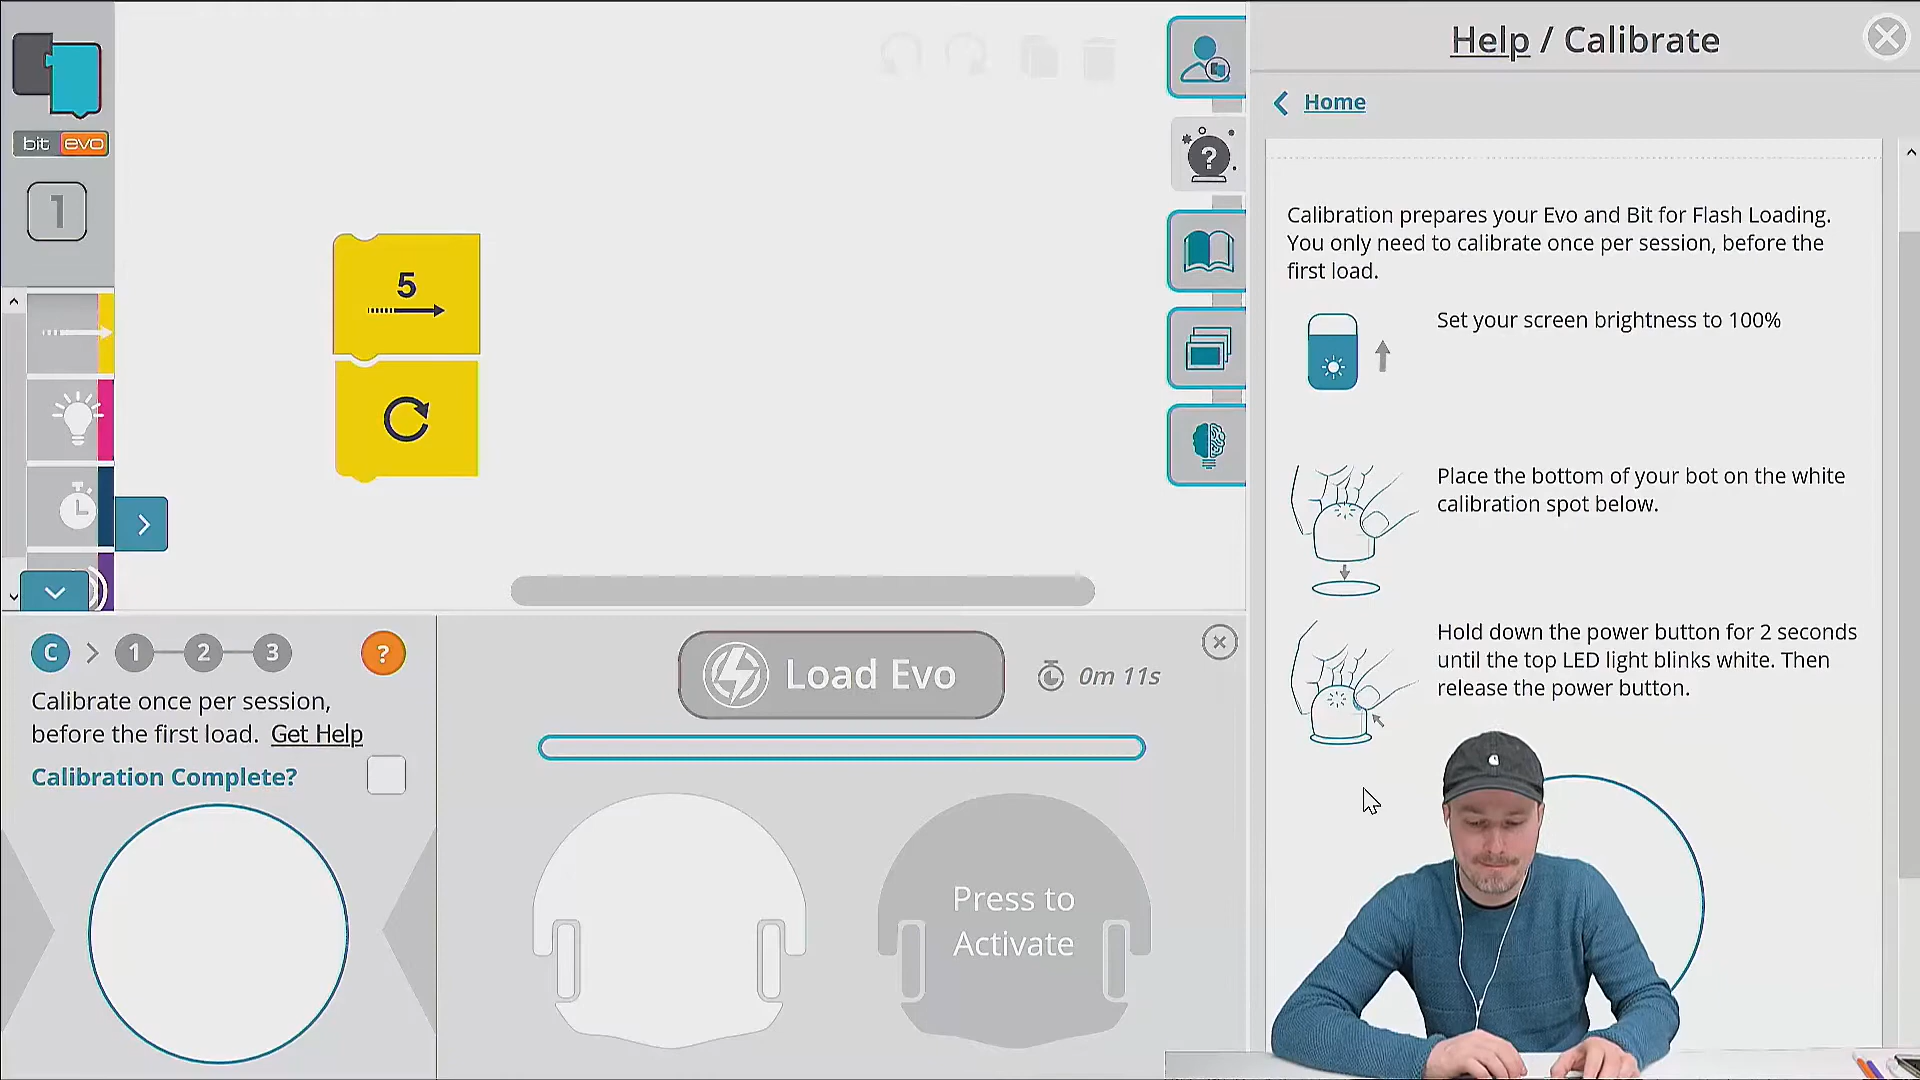 bit evo
1
5
C
1
2
3
?
Calibrate once per session,
before the first load. Get Help
Calibration Complete?
Load Evo
0m 11s
Press to
Activate
?
Help / Calibrate
Home
Calibration prepares your Evo and Bit for Flash Loading.
You only need to calibrate once per session, before the
first load.
Set your screen brightness to 100%
Place the bottom of your bot on the white
calibration spot below.
Hold down the power button for 2 seconds
until the top LED light blinks white. Then
release the power button.